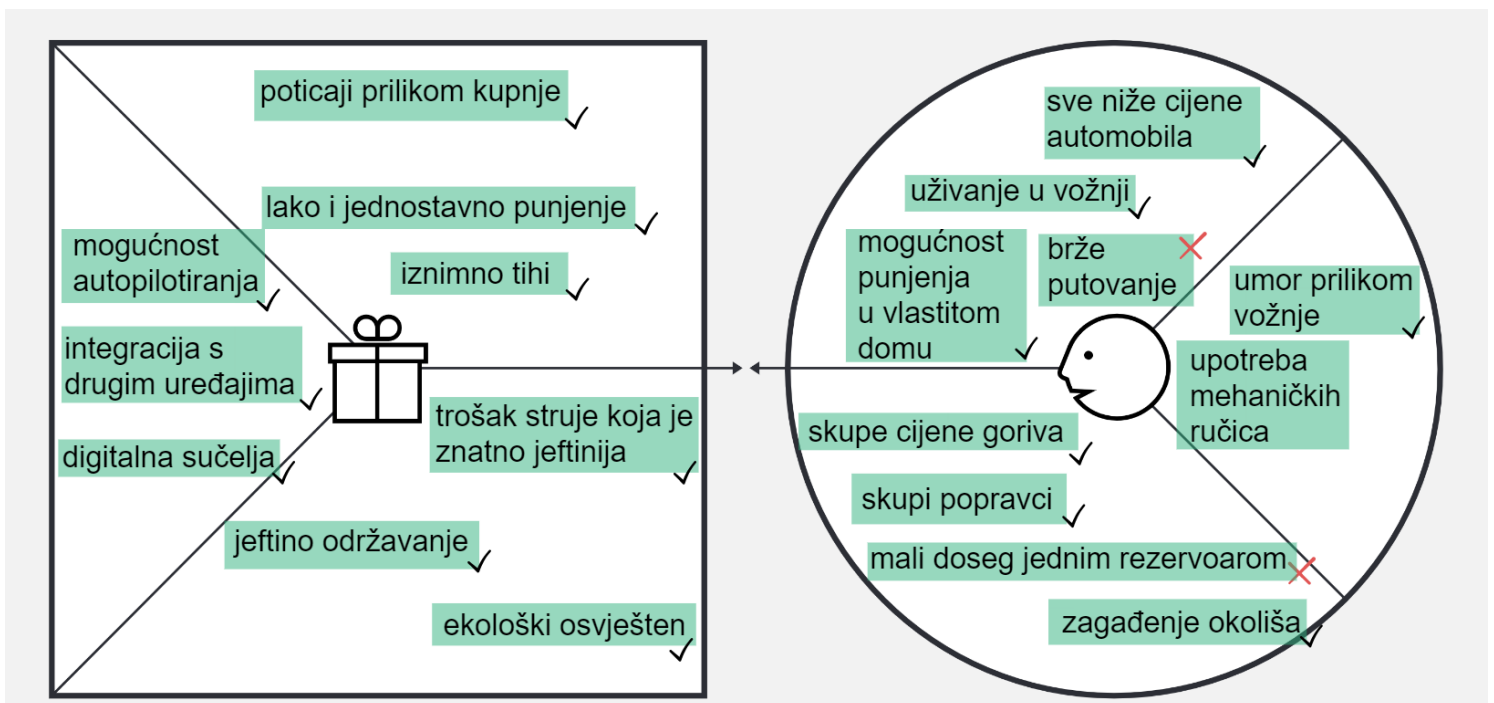 poticaji prilikom kupnje
lako i jednostavno punjenje
mogućnost
autopilotiranja
iznimno tihi
integracija s
drugim uređajima
trošak struje koja je
znatno jeftinija
digitalna sučelja
jeftino održavanje
ekološki osvješten
sve niže cijene
automobila
uživanje u vožnji
mogućnost
punjenja
u vlastitom
domu
brže
putovanje
umor prilikom
vožnje
upotreba
mehaničkih
ručica
skupe cijene goriva
skupi popravci
mali doseg jednim rezervoarom
zagađenje okoliša